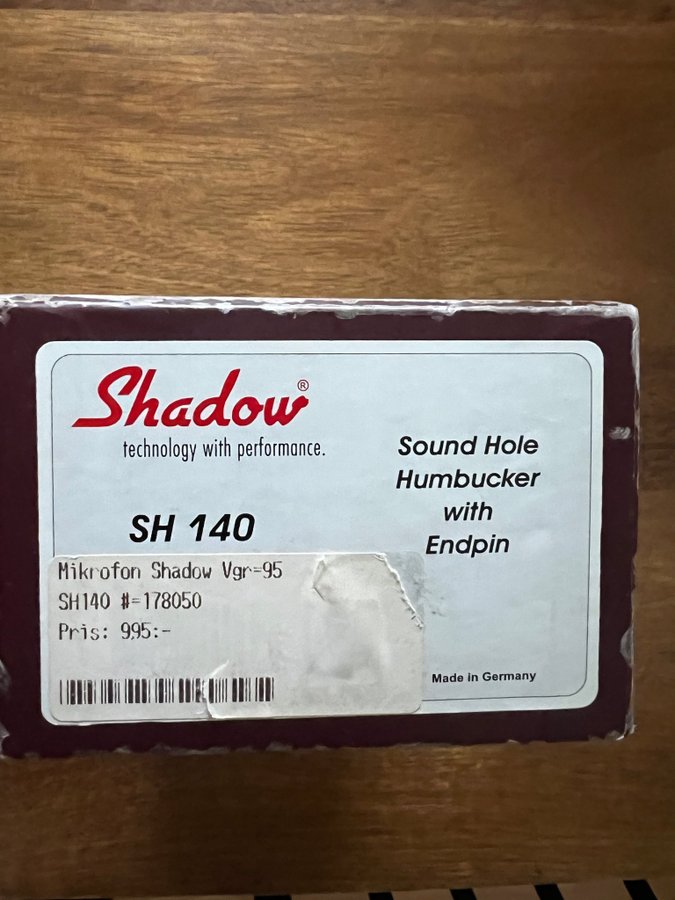 Shadow®
technology with performance.
Sound Hole
Humbucker
with
Endpin
SH 140
Mikrofon Shadow Vgr=95
SH140 #=178050
Pris: 995:-
Made in Germany